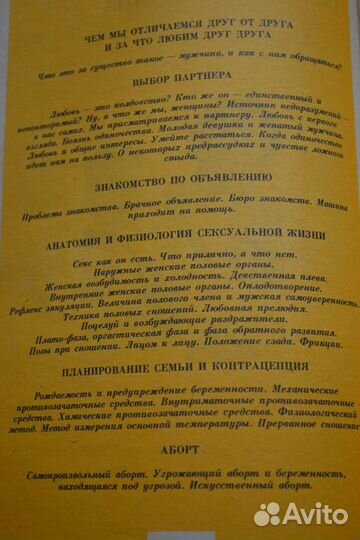 ЧЕМ МЫ ОТЛИЧАЕМСЯ ДРУГ ОТ ДРУГА
И ЗА ЧТО ЛЮБИМ ДРУГ ДРУГА
Что это за существо такое — мужчина, и как с ним обращаться?
ВЫБОР ПАРТНЕРА
Любовь — это колдовство? Кто же он — единственный и
неповторимый? Ну, а что же мы, женщины? Источник недоразумений —
в нас самих. Мы присматриваемся к партнеру. Любовь с первого
взгляда. Боязнь одиночества. Молодая девушка и женатый мужчина.
Любовь и общие интересы. Умейте расстаться. Когда одиночество
идет нам на пользу. О некоторых предрассудках и чувстве ложного
стыда.
ЗНАКОМСТВО ПО ОБЪЯВЛЕНИЮ
Проблемы знакомства. Брачное объявление. Бюро знакомств. Машина
приходит на помощь.
АНАТОМИЯ И ФИЗИОЛОГИЯ СЕКСУАЛЬНОЙ ЖИЗНИ
Секс как он есть. Что прилично, а что нет.
Наружные женские половые органы.
Женская возбудимость и холодность. Девственная плева.
Внутренние женские половые органы. Оплодотворение.
Рефлекс эякуляции. Величина полового члена и мужская самоуверенность.
Техника половых сношений. Любовная прелюдия.
Поцелуй и возбуждающие раздражители.
Плато-фаза, оргастическая фаза и фаза обратного развития.
Позы при сношении. Лицом к лицу. Положение сзади. Фрикции.
ПЛАНИРОВАНИЕ СЕМЬИ И КОНТРАЦЕПЦИЯ
Рождаемость и предупреждение беременности. Механические
противозачаточные средства. Внутриматочные противозачаточные
средства. Химические противозачаточные средства. Физиологический
метод. Метод измерения основной температуры. Прерванное сношение
АБОРТ
Самопроизвольный аборт. Угрожающий аборт и беременность,
находящаяся под угрозой. Искусственный аборт.
Avito